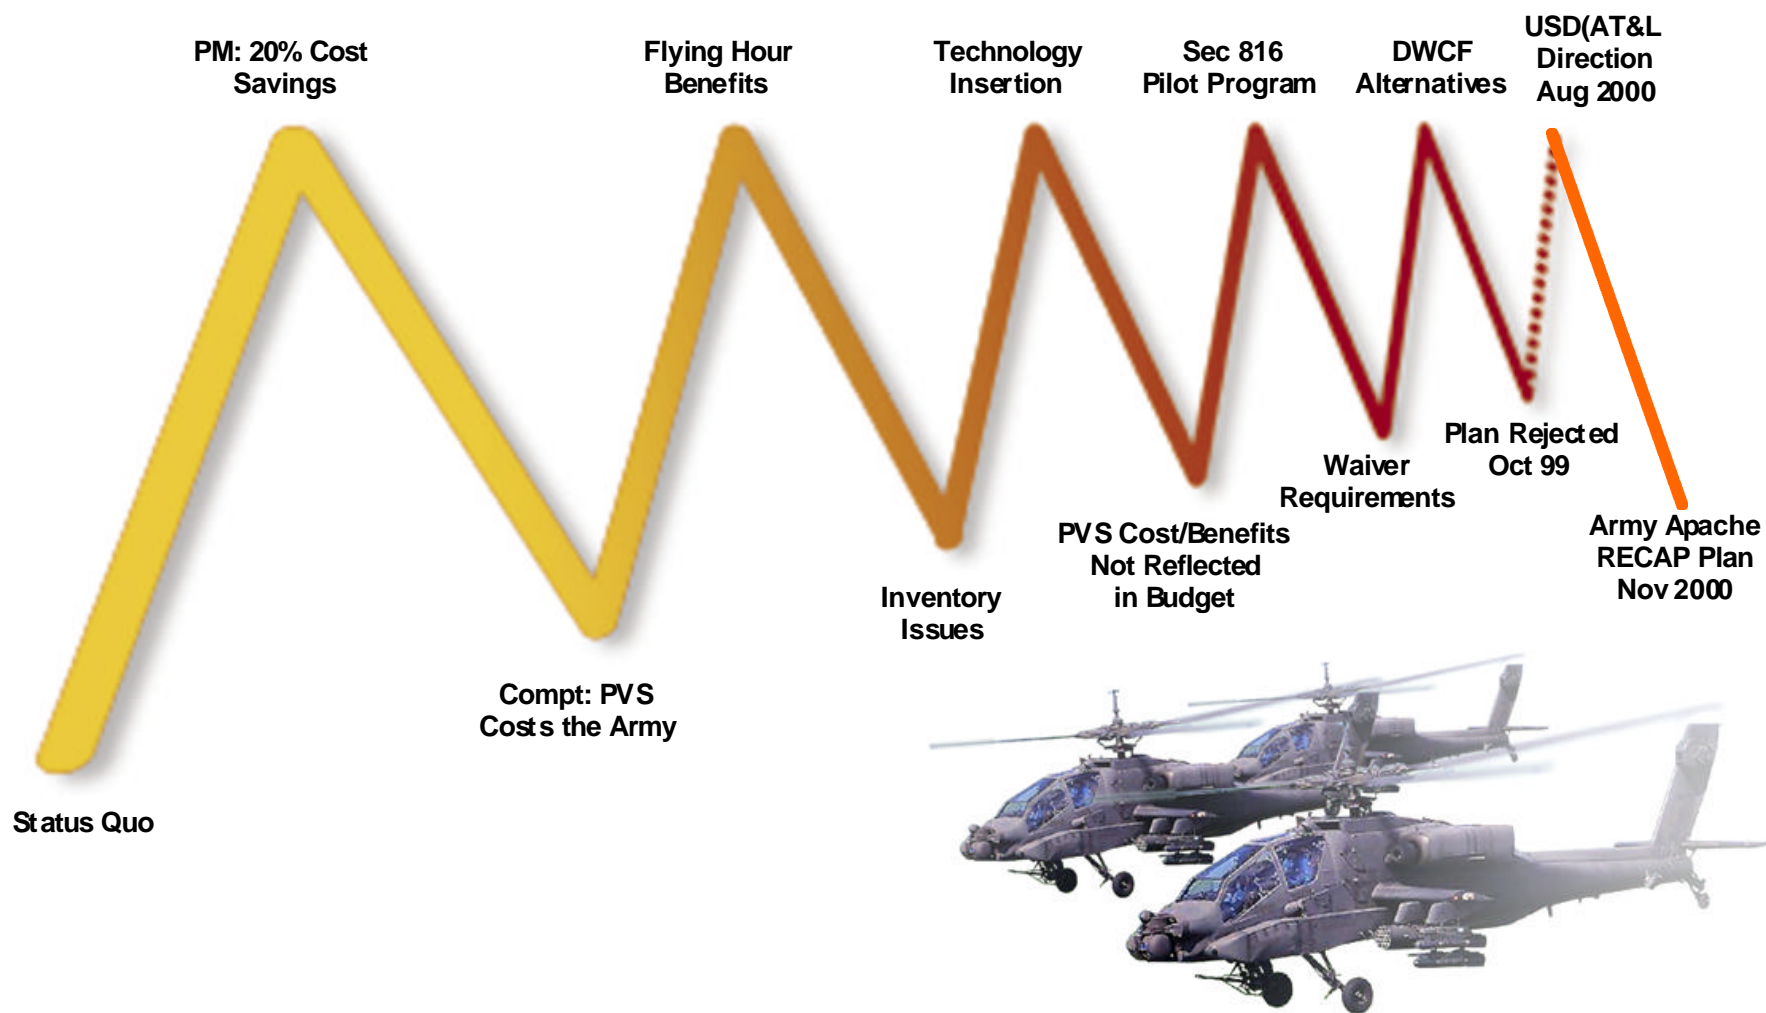 PM: 20% Cost
Savings
Flying Hour
Benefits
Technology
Insertion
Sec 816
Pilot Program
DWCF
Alternatives
USD(AT&L
Direction
Aug 2000
Status Quo
Compt: PVS
Costs the Army
Inventory
Issues
PVS Cost/Benefits
Not Reflected
in Budget
Waiver
Requirements
Plan Rejected
Oct 99
Army Apache
RECAP Plan
Nov 2000